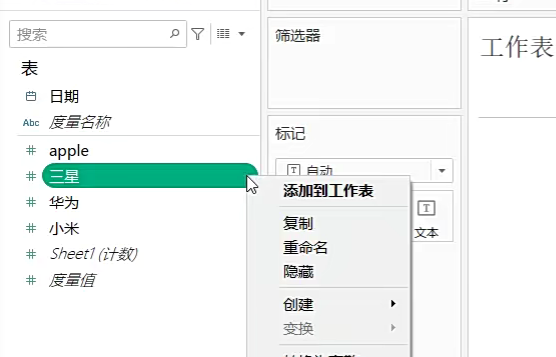 搜索
表
日期
Abc 度量名称
apple
三星
华为
小米
Sheet1 (计数)
度量值
筛选器
标记
T 自动
T
文本
工作表
添加到工作表
复制
重命名
隐藏
创建
变换